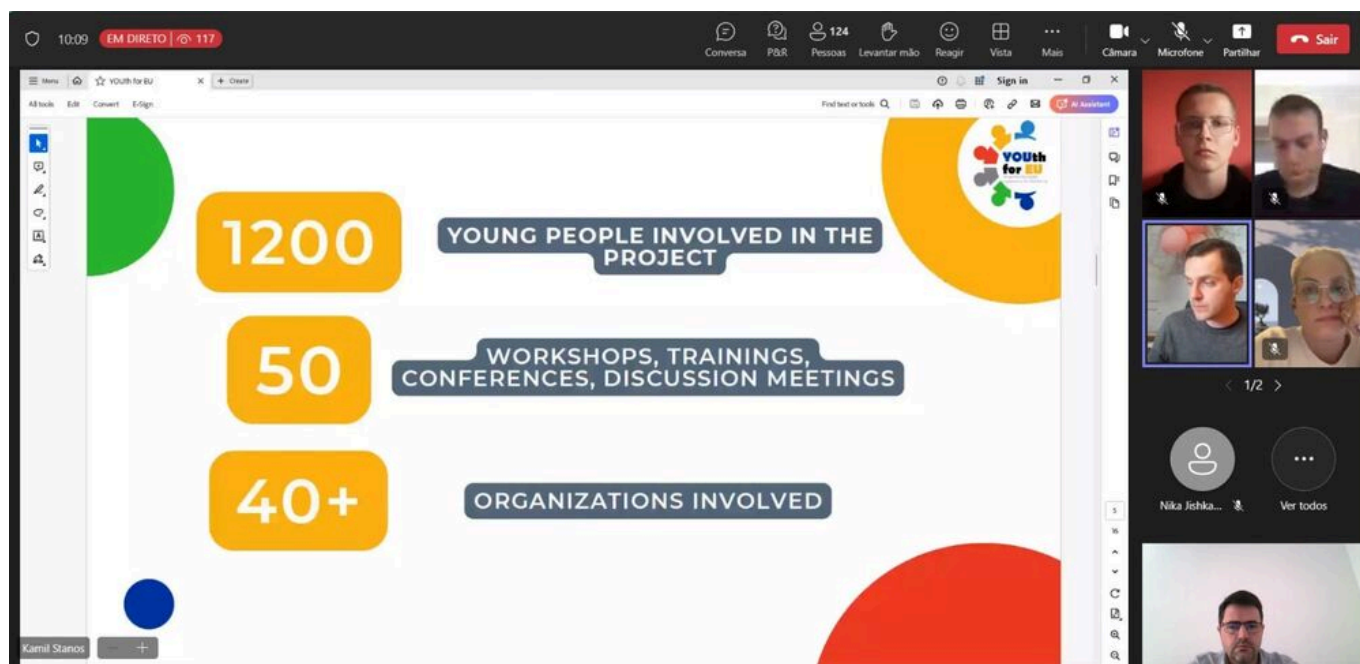 10:09 EM DIRETO | 117
Conversa
P&R
124
Pessoas
Levantar mão
Reagir
Vista
Mais
Câmara
Microfone
Partilhar
Sair
Menu
YOUth for EU
+ Create
Sign in
All tools Edit Convert E-Sign
Find text or tools
AI Assistant
YOUth
for EU
1200
YOUNG PEOPLE INVOLVED IN THE
PROJECT
50
WORKSHOPS, TRAININGS,
CONFERENCES, DISCUSSION MEETINGS
40+
ORGANIZATIONS INVOLVED
Kamil Stanos
5
16
1/2
Nika Jishka...
Ver todos